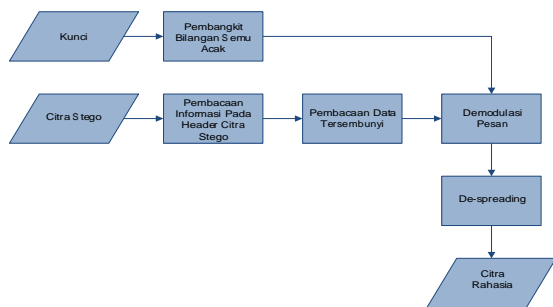 Kunci
Pembangkit
Bilangan Semu
Acak
Citra Stego
Pembacaan
Informasi Pada
Header Citra
Stego
Pembacaan Data
Tersembunyi
Demodulasi
Pesan
De-spreading
Citra
Rahasia